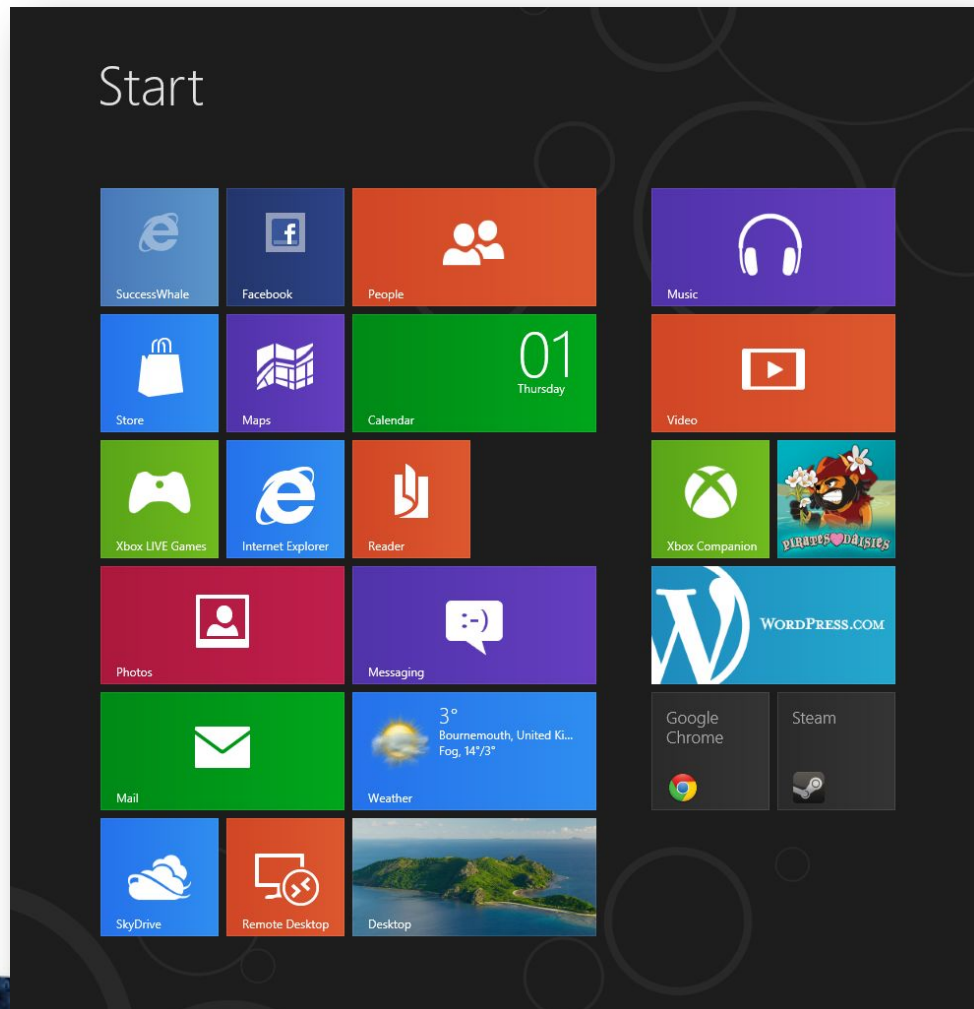 Start
SuccessWhale
Facebook
People
Music
Store
Maps
01
Thursday
Calendar
Video
Xbox LIVE Games
Internet Explorer
Reader
Xbox Companion
PIRATES DAISIES
Photos
Messaging
WORDPRESS.COM
Mail
3°
Bournemouth, United Ki...
Fog, 14°/3°
Weather
Google
Chrome
Steam
SkyDrive
Remote Desktop
Desktop